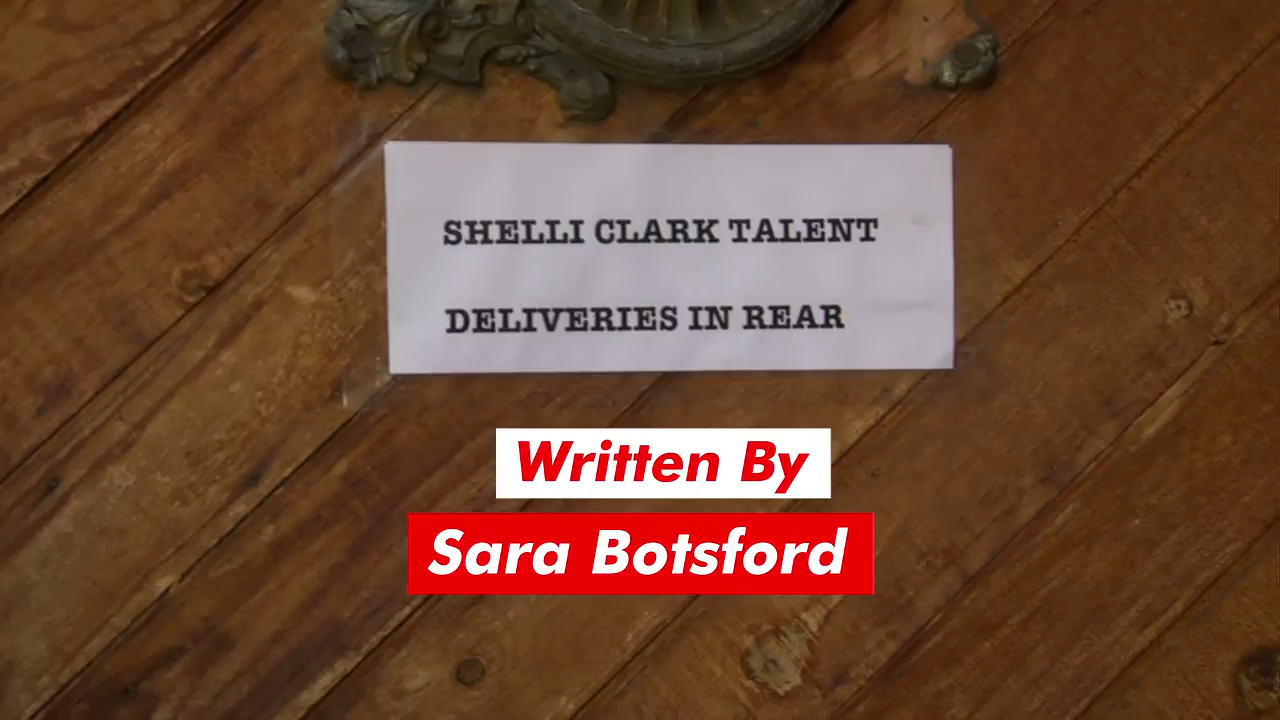 SHELLI CLARK TALENT
DELIVERIES IN REAR
Written By
Sara Botsford